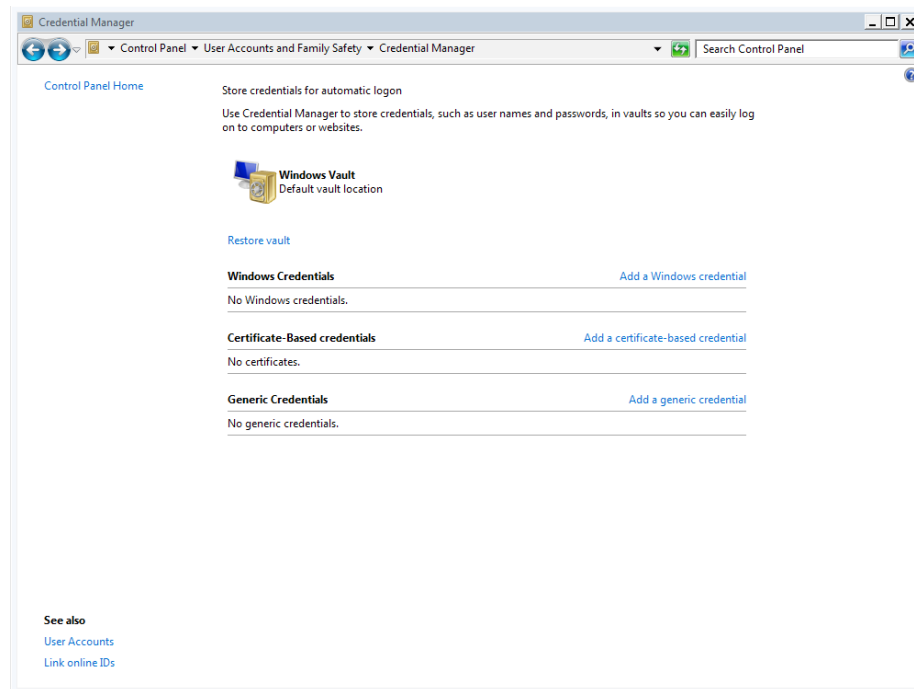 Credential Manager
Control Panel User Accounts and Family Safety Credential Manager Search Control Panel
Control Panel Home
Store credentials for automatic logon
Use Credential Manager to store credentials, such as user names and passwords, in vaults so you can easily log
on to computers or websites.
Windows Vault
Default vault location
Restore vault
Windows Credentials Add a Windows credential
No Windows credentials.
Certificate-Based credentials Add a certificate-based credential
No certificates.
Generic Credentials Add a generic credential
No generic credentials.
See also
User Accounts
Link online IDs